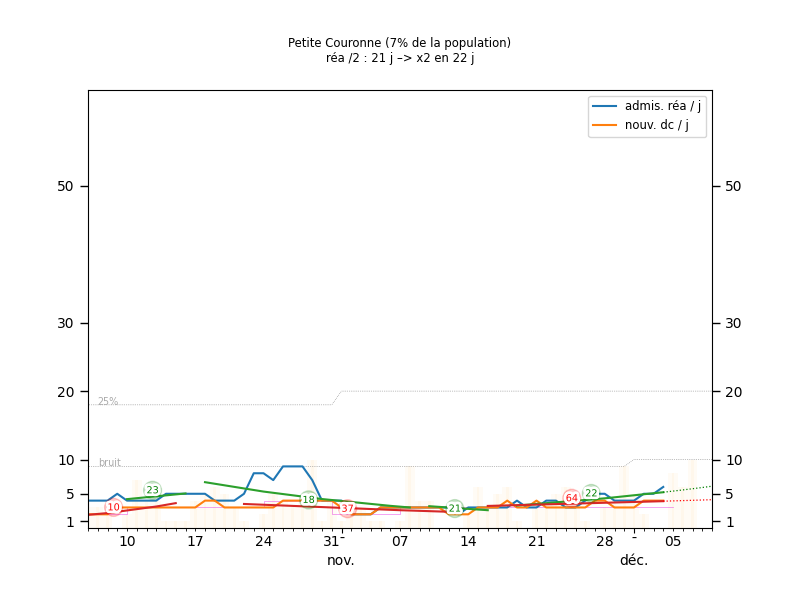 Petite Couronne (7% de la population)
réa /2 : 21 j –> x2 en 22 j
admis. réa / j
nouv. dc / j
50 50
30 30
20 20
25%
10 10
bruit
5 5
1 1
23
10
18
37
21
64
22
10 17 24 31 - 07 14 21 28 - 05
nov. déc.